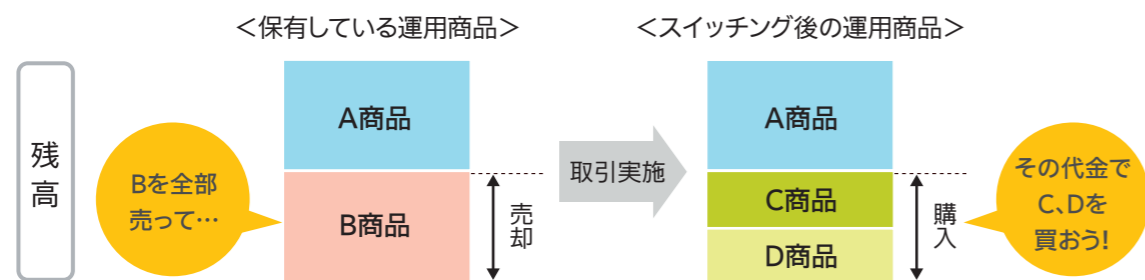 ＜保有している運用商品＞
＜スイッチング後の運用商品＞
残高
Bを全部
売って…
A商品
B商品
売却
取引実施
A商品
C商品
D商品
購入
その代金で
C、Dを
買おう!